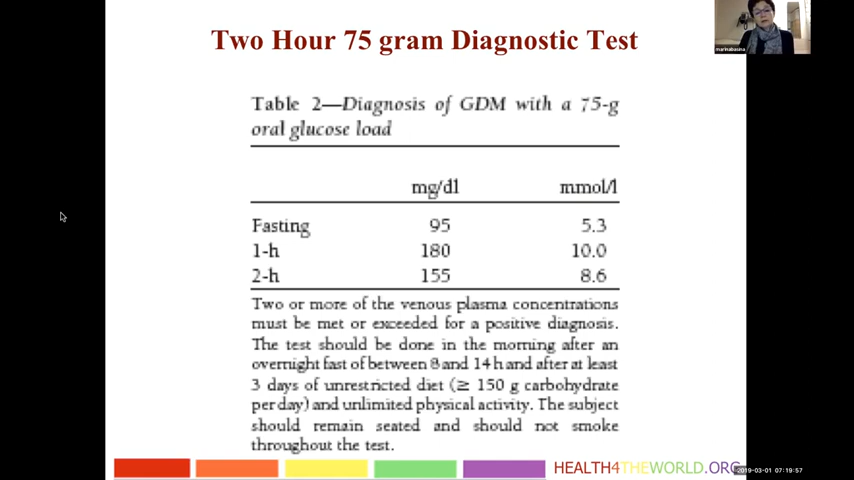 Two Hour 75 gram Diagnostic Test
marinabasina
Table 2—Diagnosis of GDM with a 75-g
oral glucose load
mg/dl mmol/l
Fasting 95 5.3
1-h 180 10.0
2-h 155 8.6
Two or more of the venous plasma concentrations
must be met or exceeded for a positive diagnosis.
The test should be done in the morning after an
overnight fast of between 8 and 14 h and after at least
3 days of unrestricted diet (≥ 150 g carbohydrate
per day) and unlimited physical activity. The subject
should remain seated and should not smoke
throughout the test.
HEALTH4THEWORLD.ORG
2019-03-01 07:19:57